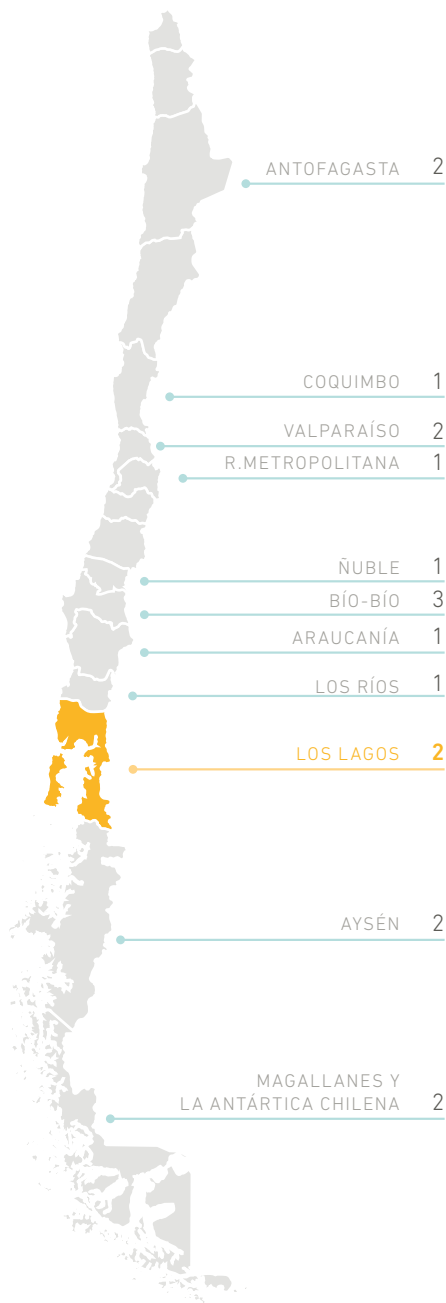 ANTOFAGASTA 2
COQUIMBO 1
VALPARAÍSO 2
R.METROPOLITANA 1
ÑUBLE 1
BÍO-BÍO 3
ARAUCANÍA 1
LOS RÍOS 1
LOS LAGOS 2
AYSÉN 2
MAGALLANES Y
LA ANTÁRTICA CHILENA 2